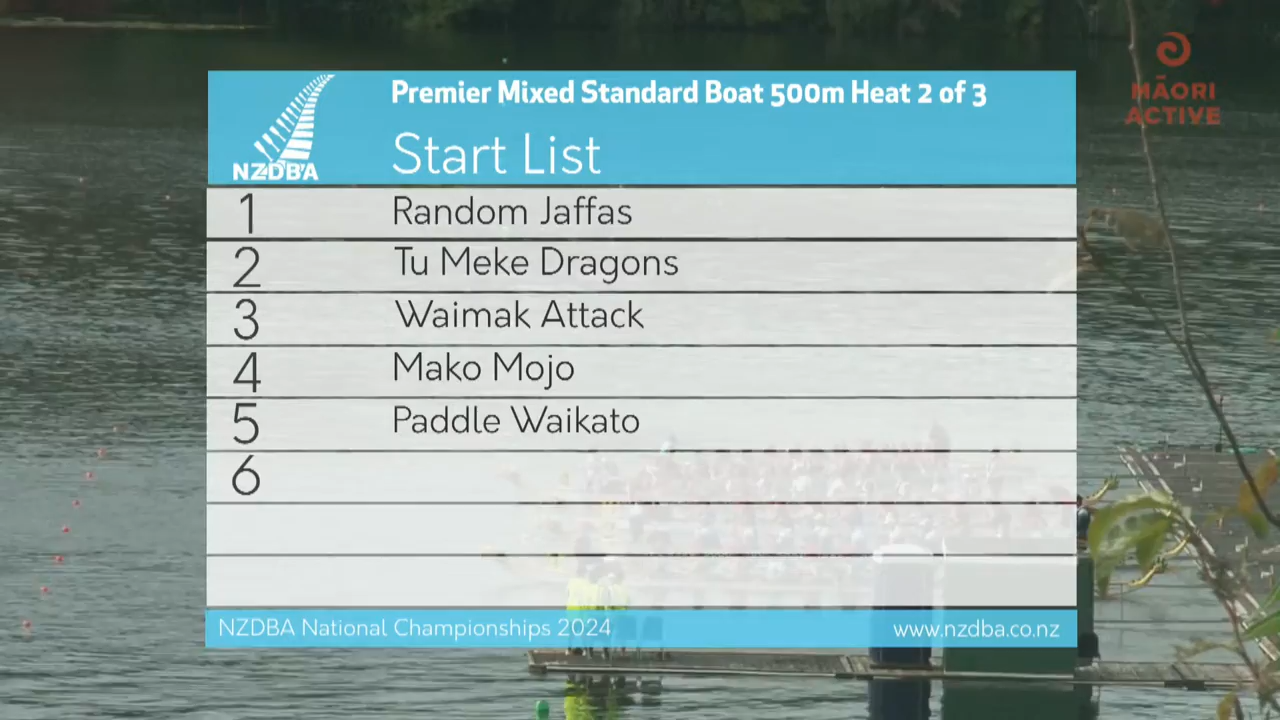 MĀORI
ACTIVE
NZDBA
Premier Mixed Standard Boat 500m Heat 2 of 3
Start List
1 Random Jaffas
2 Tu Meke Dragons
3 Waimak Attack
4 Mako Mojo
5 Paddle Waikato
6
NZDBA National Championships 2024 www.nzdba.co.nz